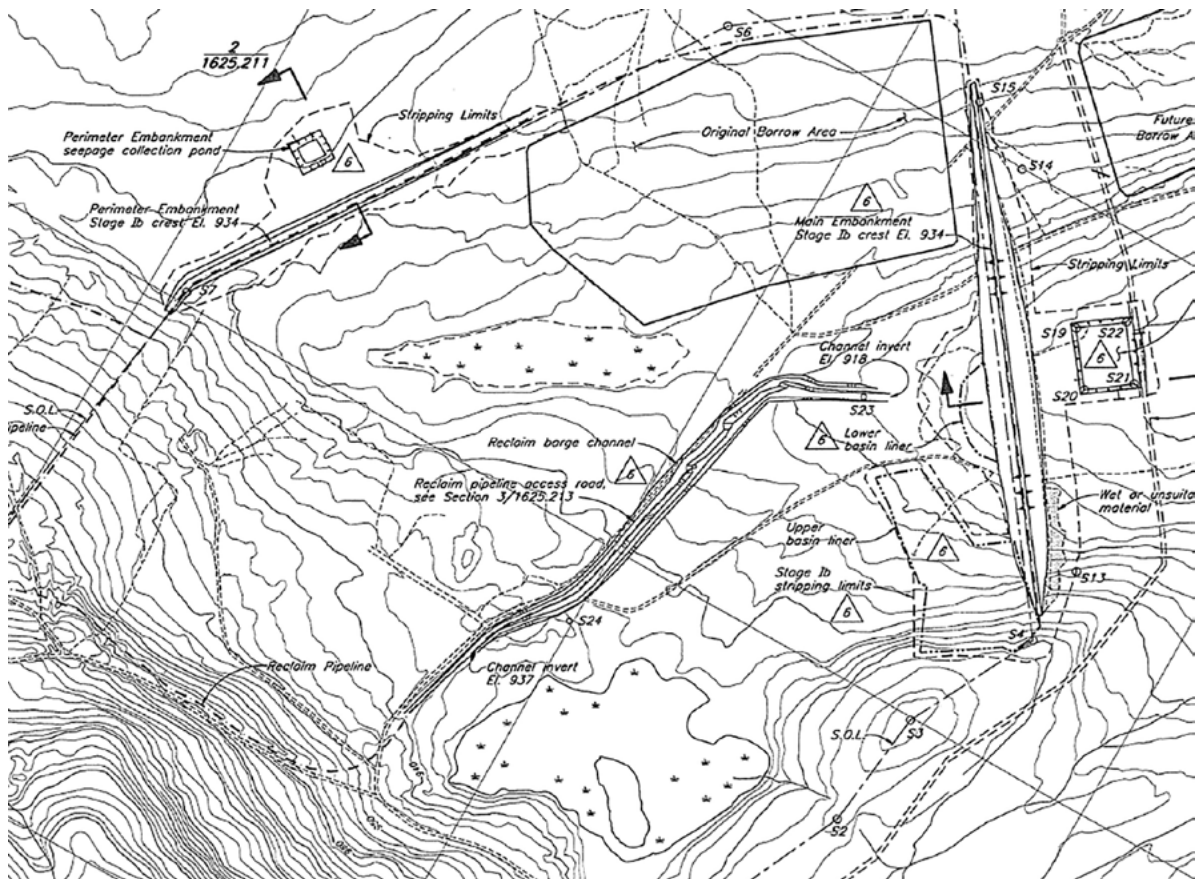 2
1625.211
S6
Stripping Limits
Perimeter Embankment
seepage collection pond
6
Original Borrow Area
S15
Future
Borrow A
S14
6
Perimeter Embankment
Stage Ib crest El. 934
Main Embankment
Stage Ib crest El. 934
Stripping Limits
S7
S19
S22
6
S21
S20
Channel invert
El. 918
S23
S.O.L.
ipeline
Reclaim barge channel
6
6
Lower
basin liner
Reclaim pipeline access road,
see Section 3/1625.213
Wet or unsuita
material
Upper
basin liner
6
Stage Ib
stripping limits
6
S13
S24
S4
Reclaim Pipeline
Channel invert
El. 937
S.O.L.
S3
940
S2